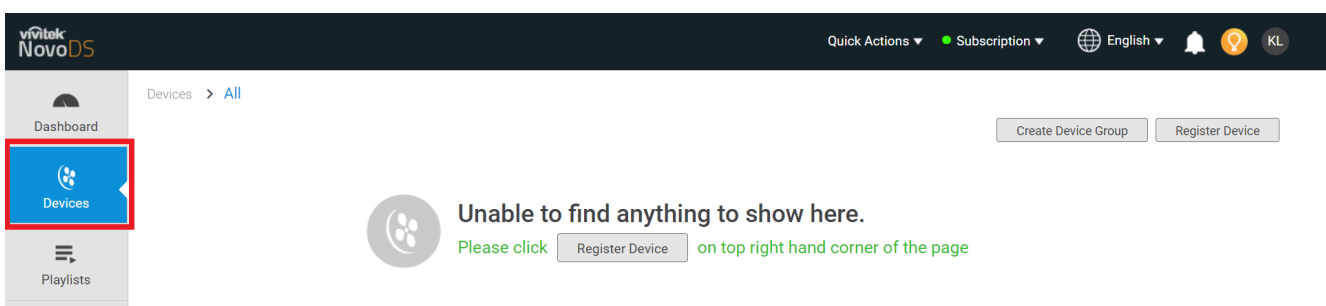 vivitek
NovoDS
Quick Actions ▼ Subscription ▼ English ▼ KL
Dashboard
Devices
Playlists
Devices > All
Create Device Group Register Device
Unable to find anything to show here.
Please click Register Device on top right hand corner of the page